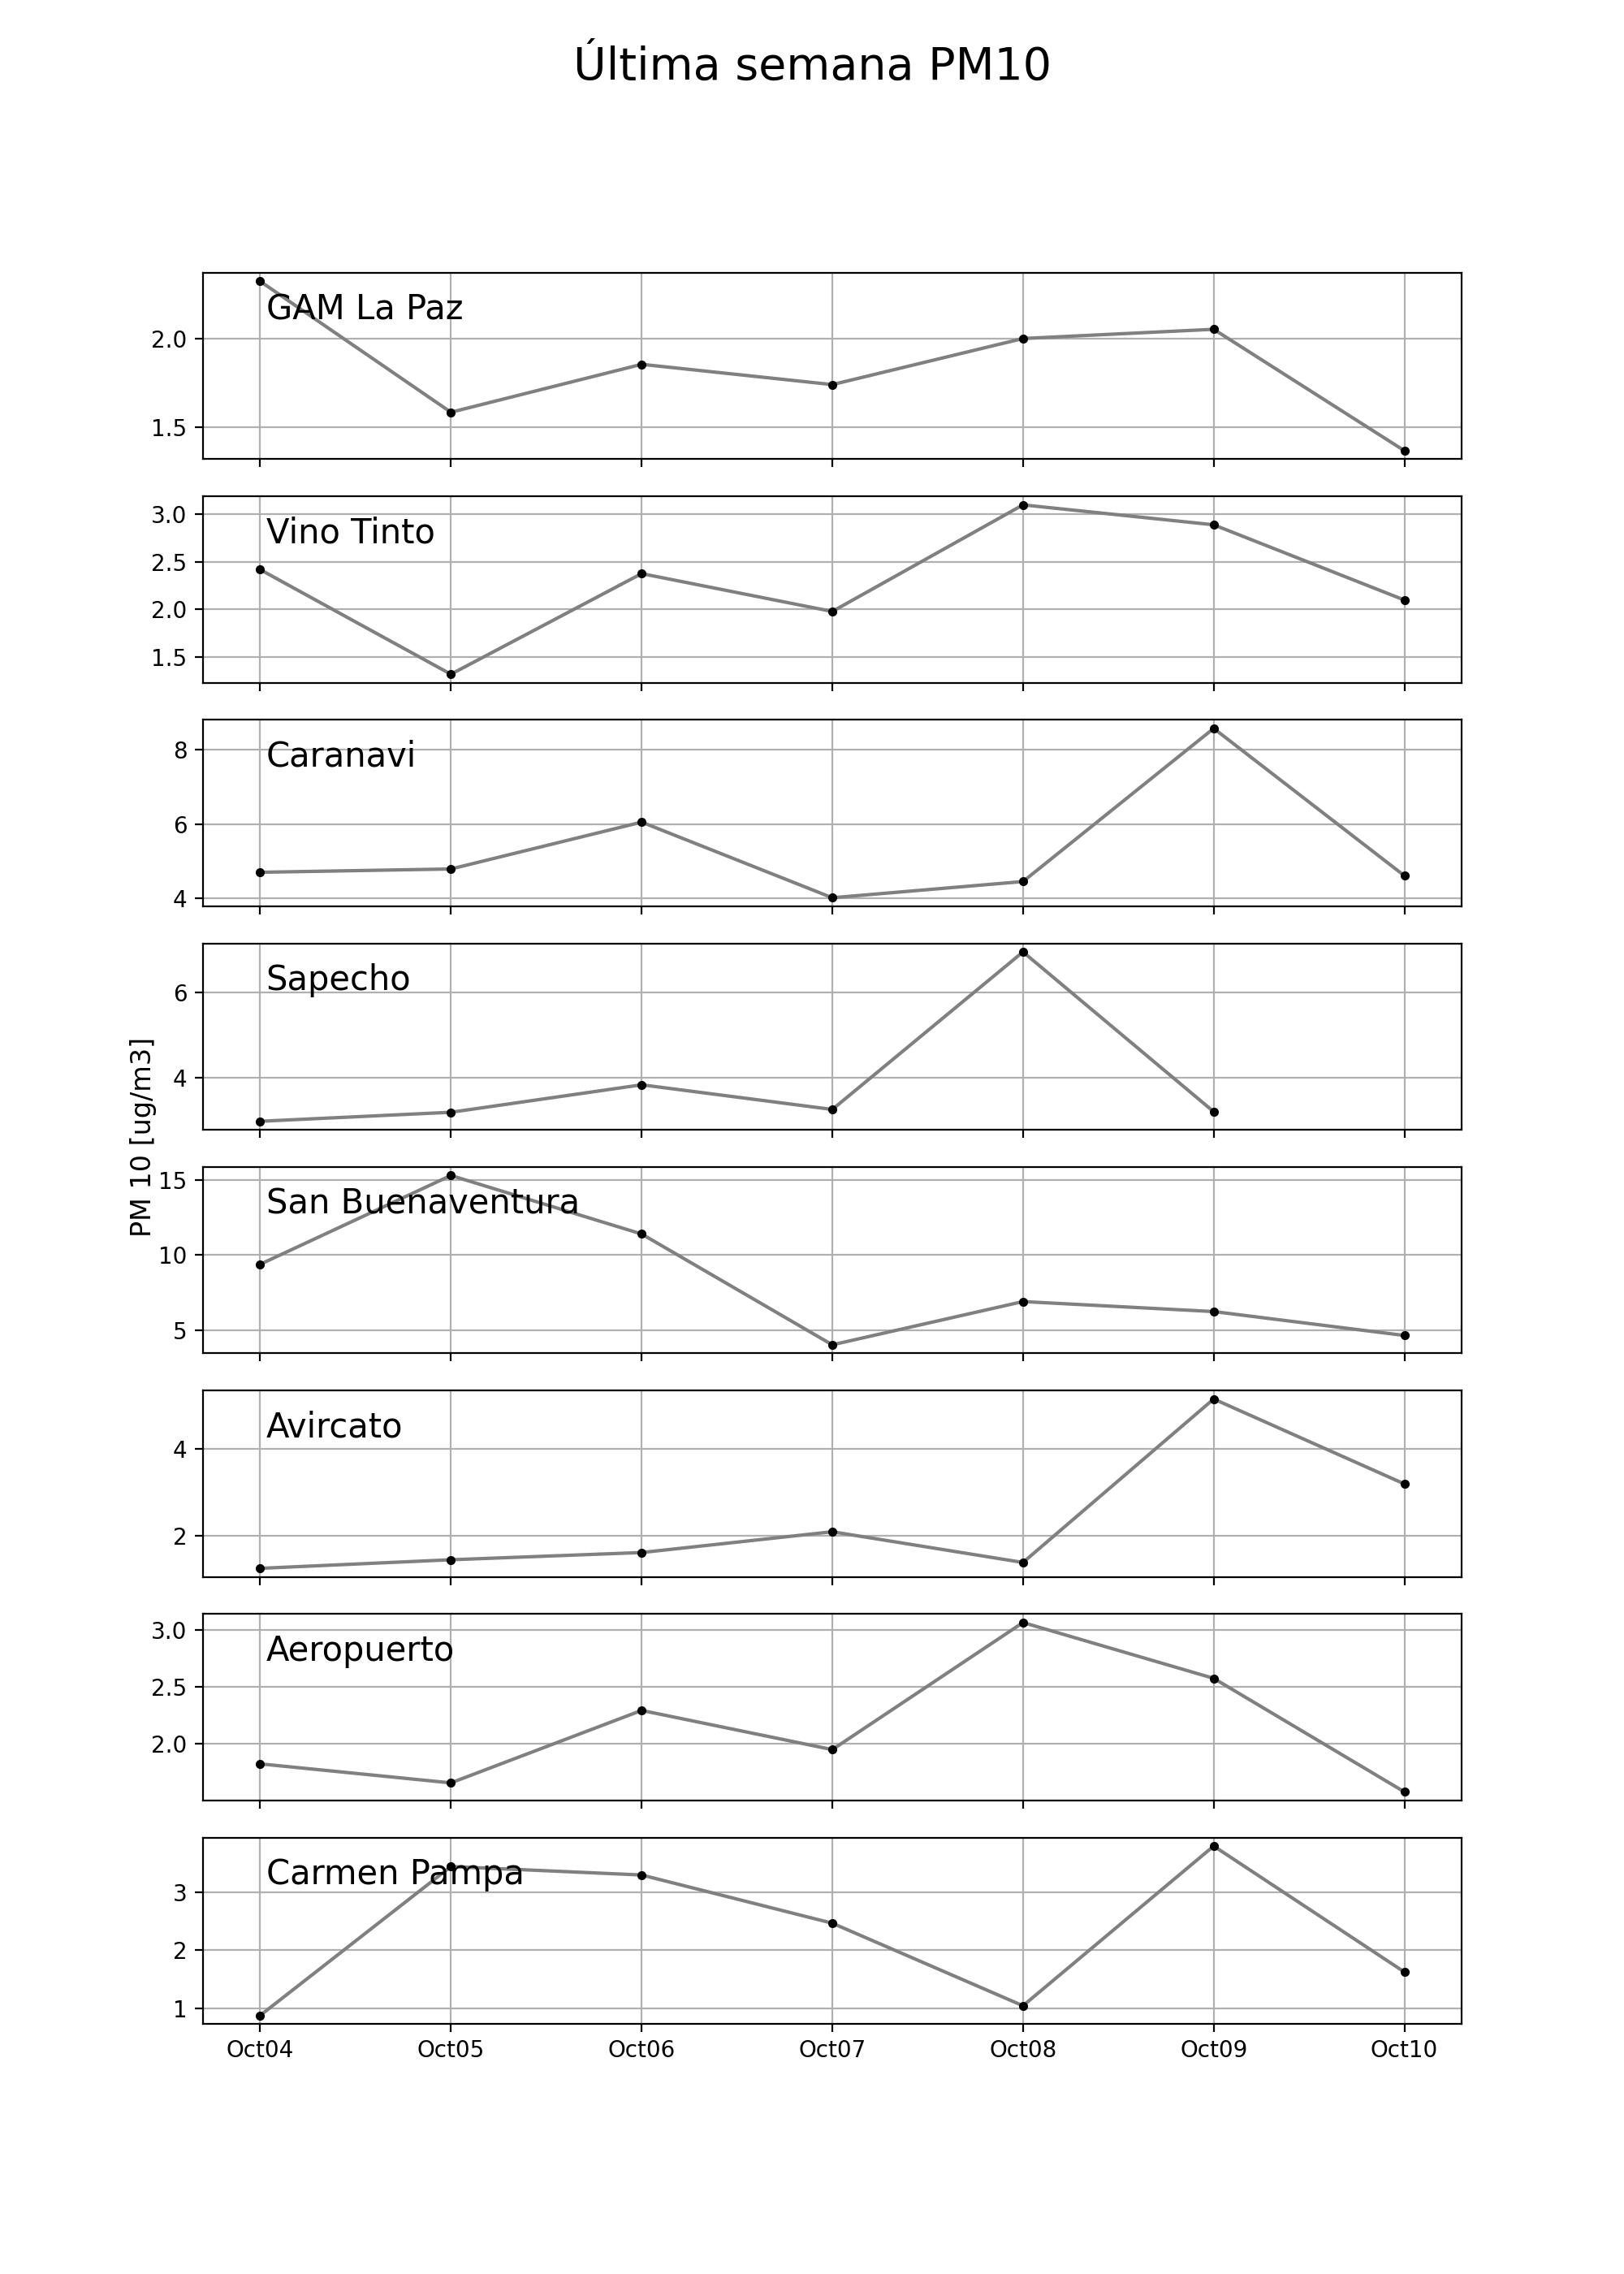 Última semana PM10
GAM La Paz
2.0
1.5
Vino Tinto
3.0
2.5
2.0
1.5
Caranavi
8
6
4
Sapecho
6
4
PM 10 [ug/m3]
San Buenaventura
15
10
5
Avircato
4
2
Aeropuerto
3.0
2.5
2.0
Carmen Pampa
3
2
1
Oct04 Oct05 Oct06 Oct07 Oct08 Oct09 Oct10